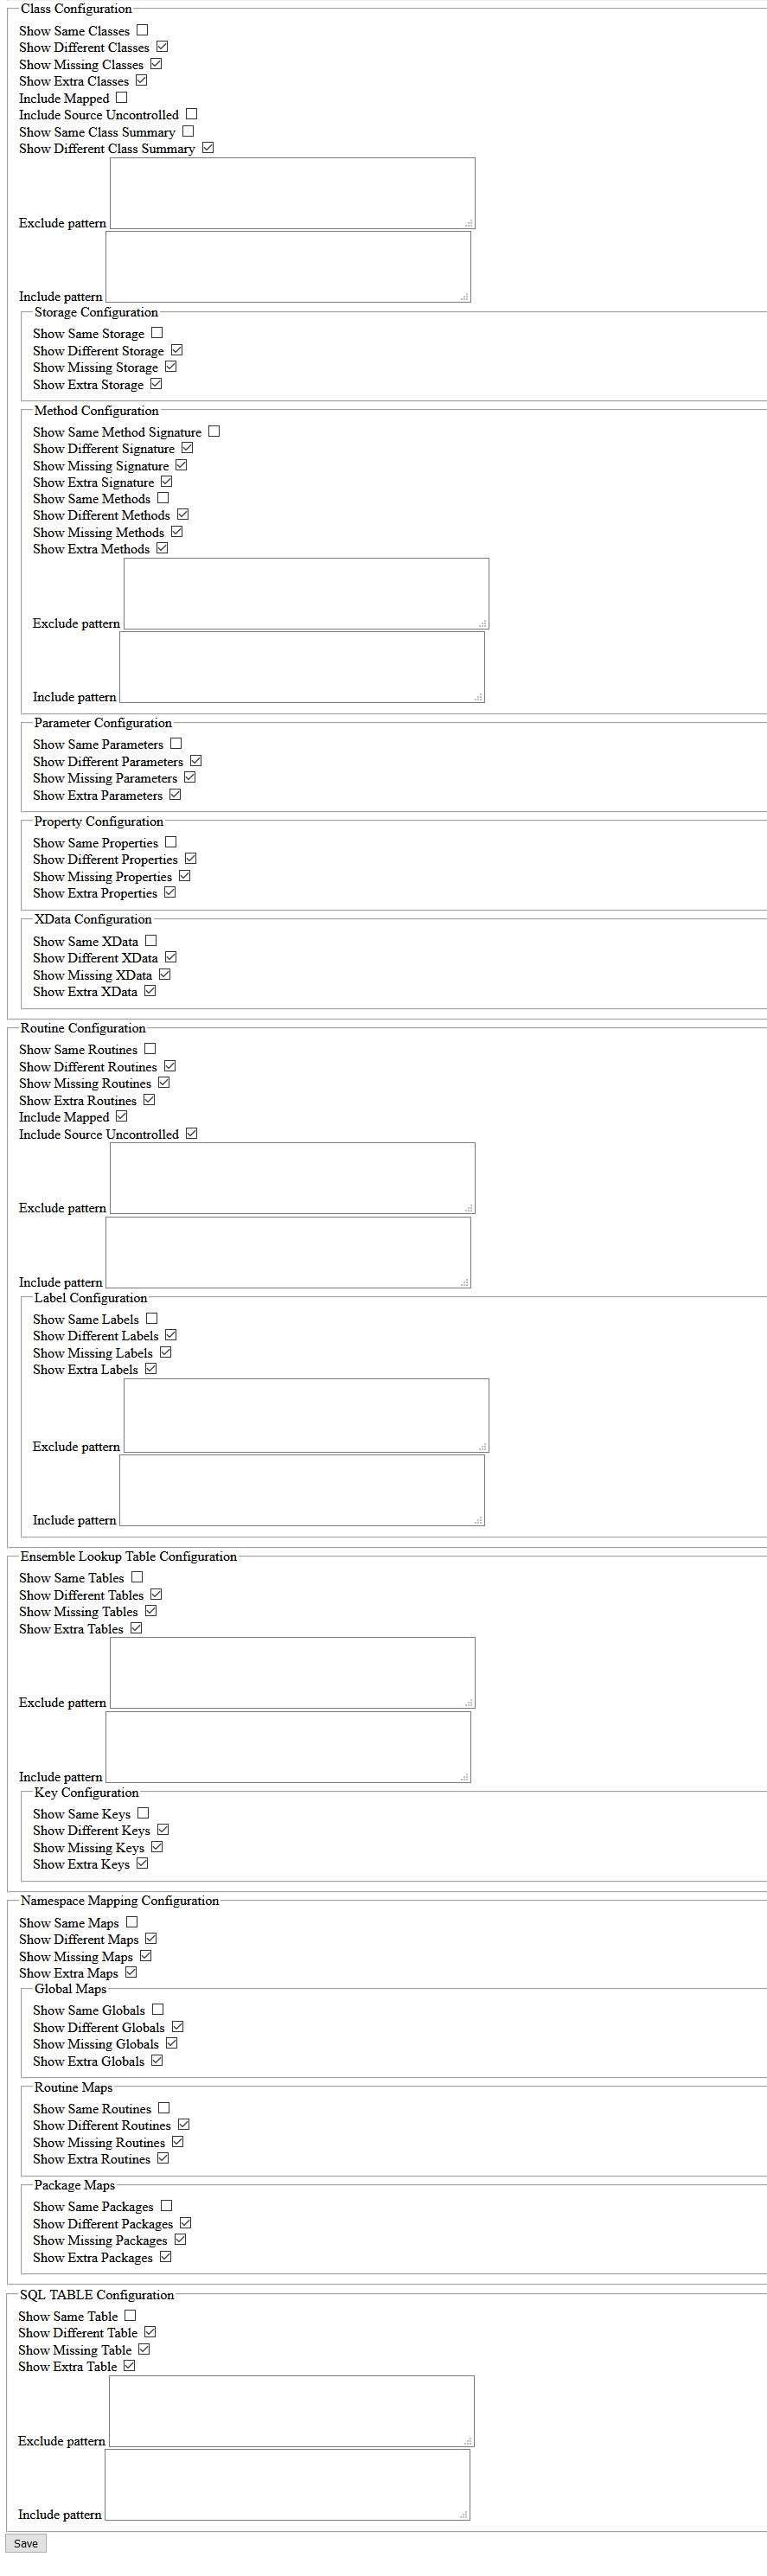 Class Configuration
Show Same Classes
Show Different Classes
Show Missing Classes
Show Extra Classes
Include Mapped
Include Source Uncontrolled
Show Same Class Summary
Show Different Class Summary
Exclude pattern
Include pattern
Storage Configuration
Show Same Storage
Show Different Storage
Show Missing Storage
Show Extra Storage
Method Configuration
Show Same Method Signature
Show Different Signature
Show Missing Signature
Show Extra Signature
Show Same Methods
Show Different Methods
Show Missing Methods
Show Extra Methods
Exclude pattern
Include pattern
Parameter Configuration
Show Same Parameters
Show Different Parameters
Show Missing Parameters
Show Extra Parameters
Property Configuration
Show Same Properties
Show Different Properties
Show Missing Properties
Show Extra Properties
XData Configuration
Show Same XData
Show Different XData
Show Missing XData
Show Extra XData
Routine Configuration
Show Same Routines
Show Different Routines
Show Missing Routines
Show Extra Routines
Include Mapped
Include Source Uncontrolled
Exclude pattern
Include pattern
Label Configuration
Show Same Labels
Show Different Labels
Show Missing Labels
Show Extra Labels
Exclude pattern
Include pattern
Ensemble Lookup Table Configuration
Show Same Tables
Show Different Tables
Show Missing Tables
Show Extra Tables
Exclude pattern
Include pattern
Key Configuration
Show Same Keys
Show Different Keys
Show Missing Keys
Show Extra Keys
Namespace Mapping Configuration
Show Same Maps
Show Different Maps
Show Missing Maps
Show Extra Maps
Global Maps
Show Same Globals
Show Different Globals
Show Missing Globals
Show Extra Globals
Routine Maps
Show Same Routines
Show Different Routines
Show Missing Routines
Show Extra Routines
Package Maps
Show Same Packages
Show Different Packages
Show Missing Packages
Show Extra Packages
SQL TABLE Configuration
Show Same Table
Show Different Table
Show Missing Table
Show Extra Table
Exclude pattern
Include pattern
Save